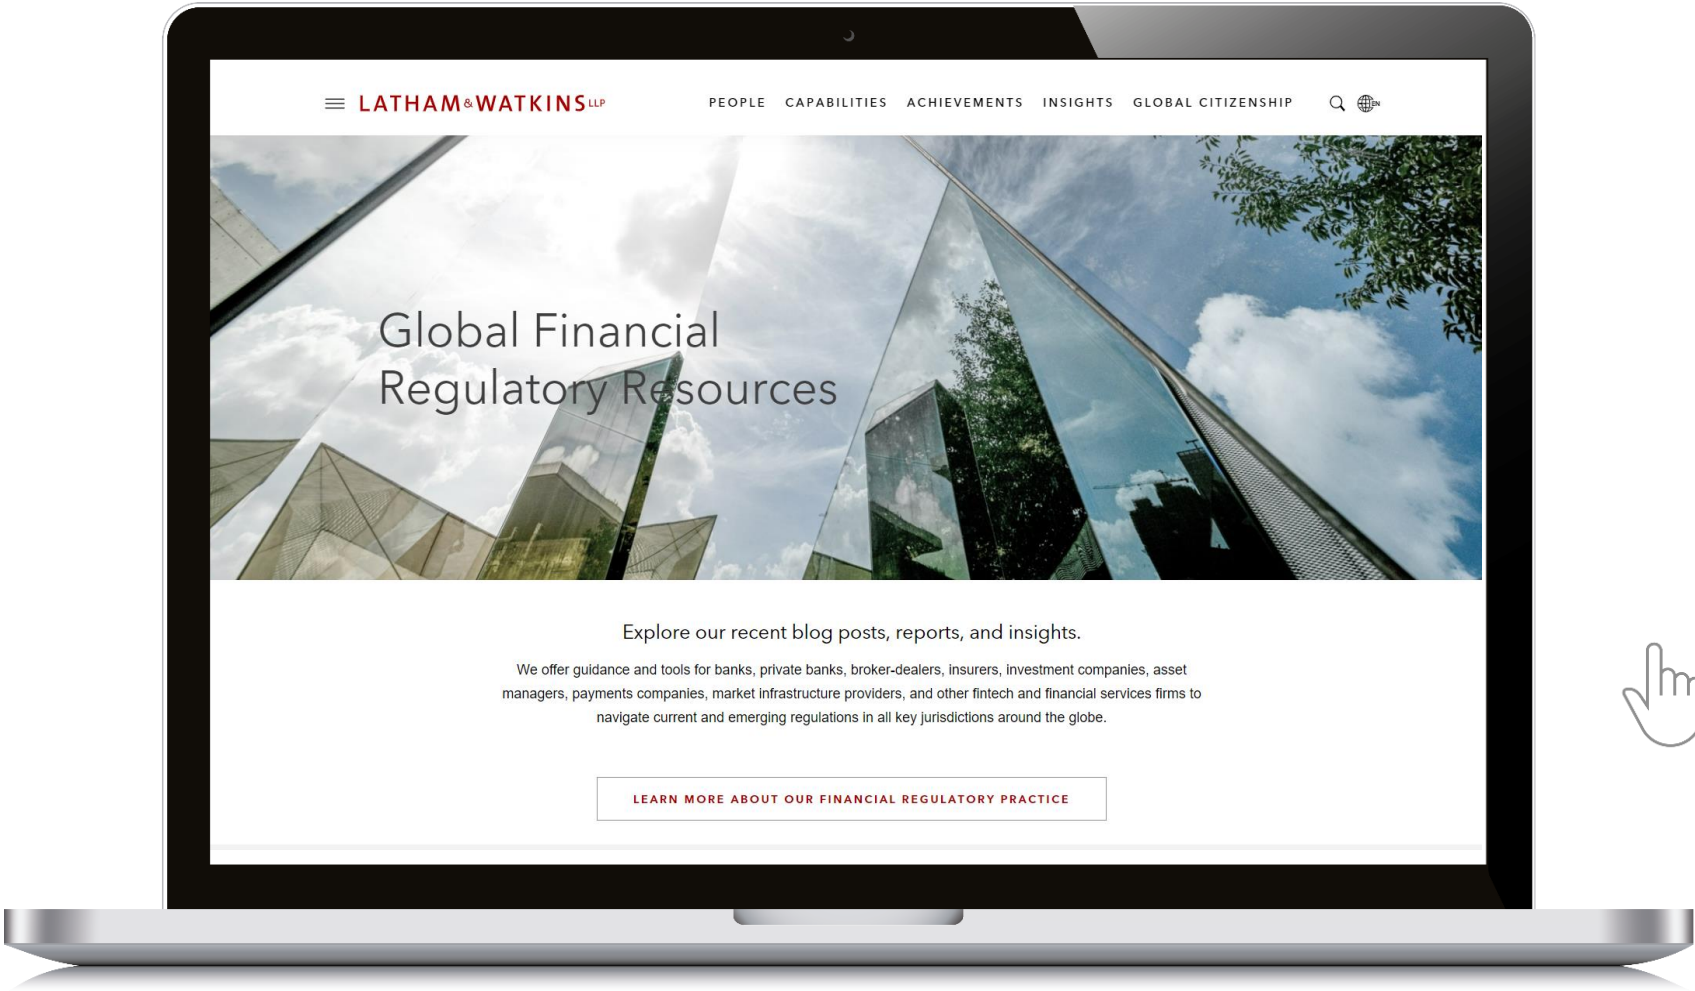 LATHAM&WATKINS LLP
PEOPLE CAPABILITIES ACHIEVEMENTS INSIGHTS GLOBAL CITIZENSHIP EN
Global Financial
Regulatory Resources
Explore our recent blog posts, reports, and insights.
We offer guidance and tools for banks, private banks, broker-dealers, insurers, investment companies, asset
managers, payments companies, market infrastructure providers, and other fintech and financial services firms to
navigate current and emerging regulations in all key jurisdictions around the globe.
LEARN MORE ABOUT OUR FINANCIAL REGULATORY PRACTICE